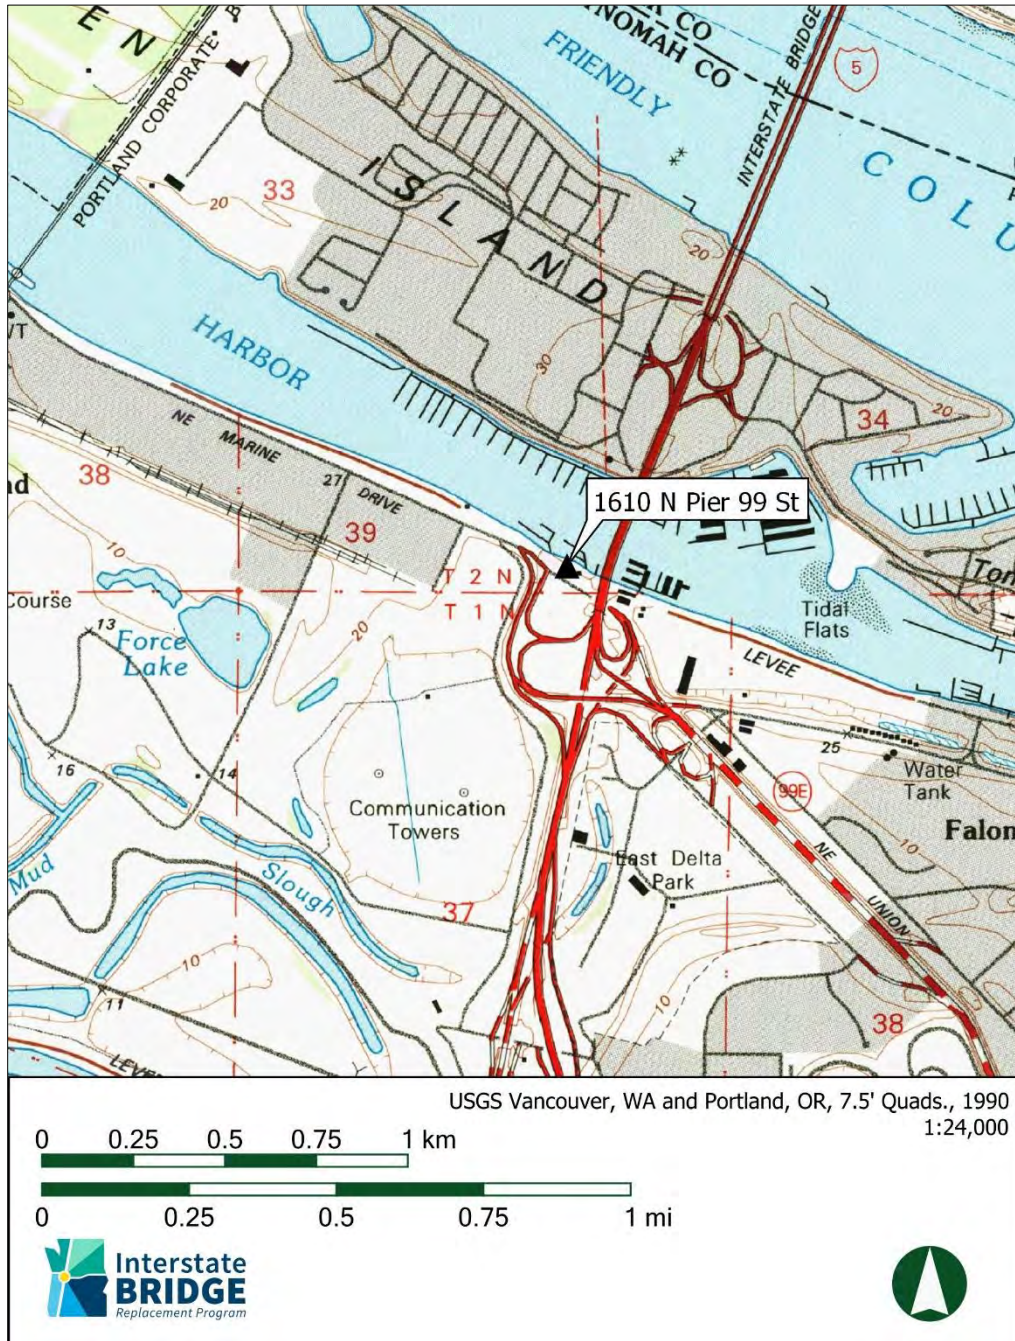 EN
PORTLAND CORPORATE B
K CO
NOMAH CO
FRIENDLY
INTERSTATE BRIDGE
5
COLU
33
20
ISLAND
20
HARBOR
30
34
20
NE MARINE
DRIVE
27
38
39
1610 N Pier 99 St
T 2 N
T 1 N
Tidal
Flats
Tom
10
Course
13
Force
Lake
20
LEVEE
16
14
25
Water
Tank
Communication
Towers
99E
Falon
10
East Delta
Park
NE
UNION
Mud
Slough
37
10
10
11
38
LEVE
USGS Vancouver, WA and Portland, OR, 7.5' Quads., 1990
1:24,000
0 0.25 0.5 0.75 1 km
0 0.25 0.5 0.75 1 mi
Interstate
BRIDGE
Replacement Program